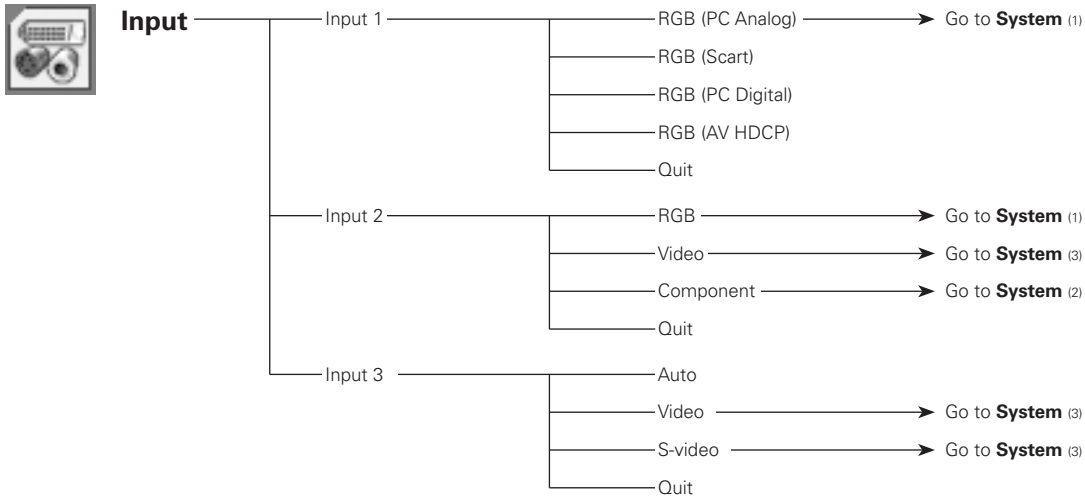 Input Input 1 RGB (PC Analog) Go to System (1)
RGB (Scart)
RGB (PC Digital)
RGB (AV HDCP)
Quit
Input 2 RGB Go to System (1)
Video Go to System (3)
Component Go to System (2)
Quit
Input 3 Auto
Video Go to System (3)
S-video Go to System (3)
Quit